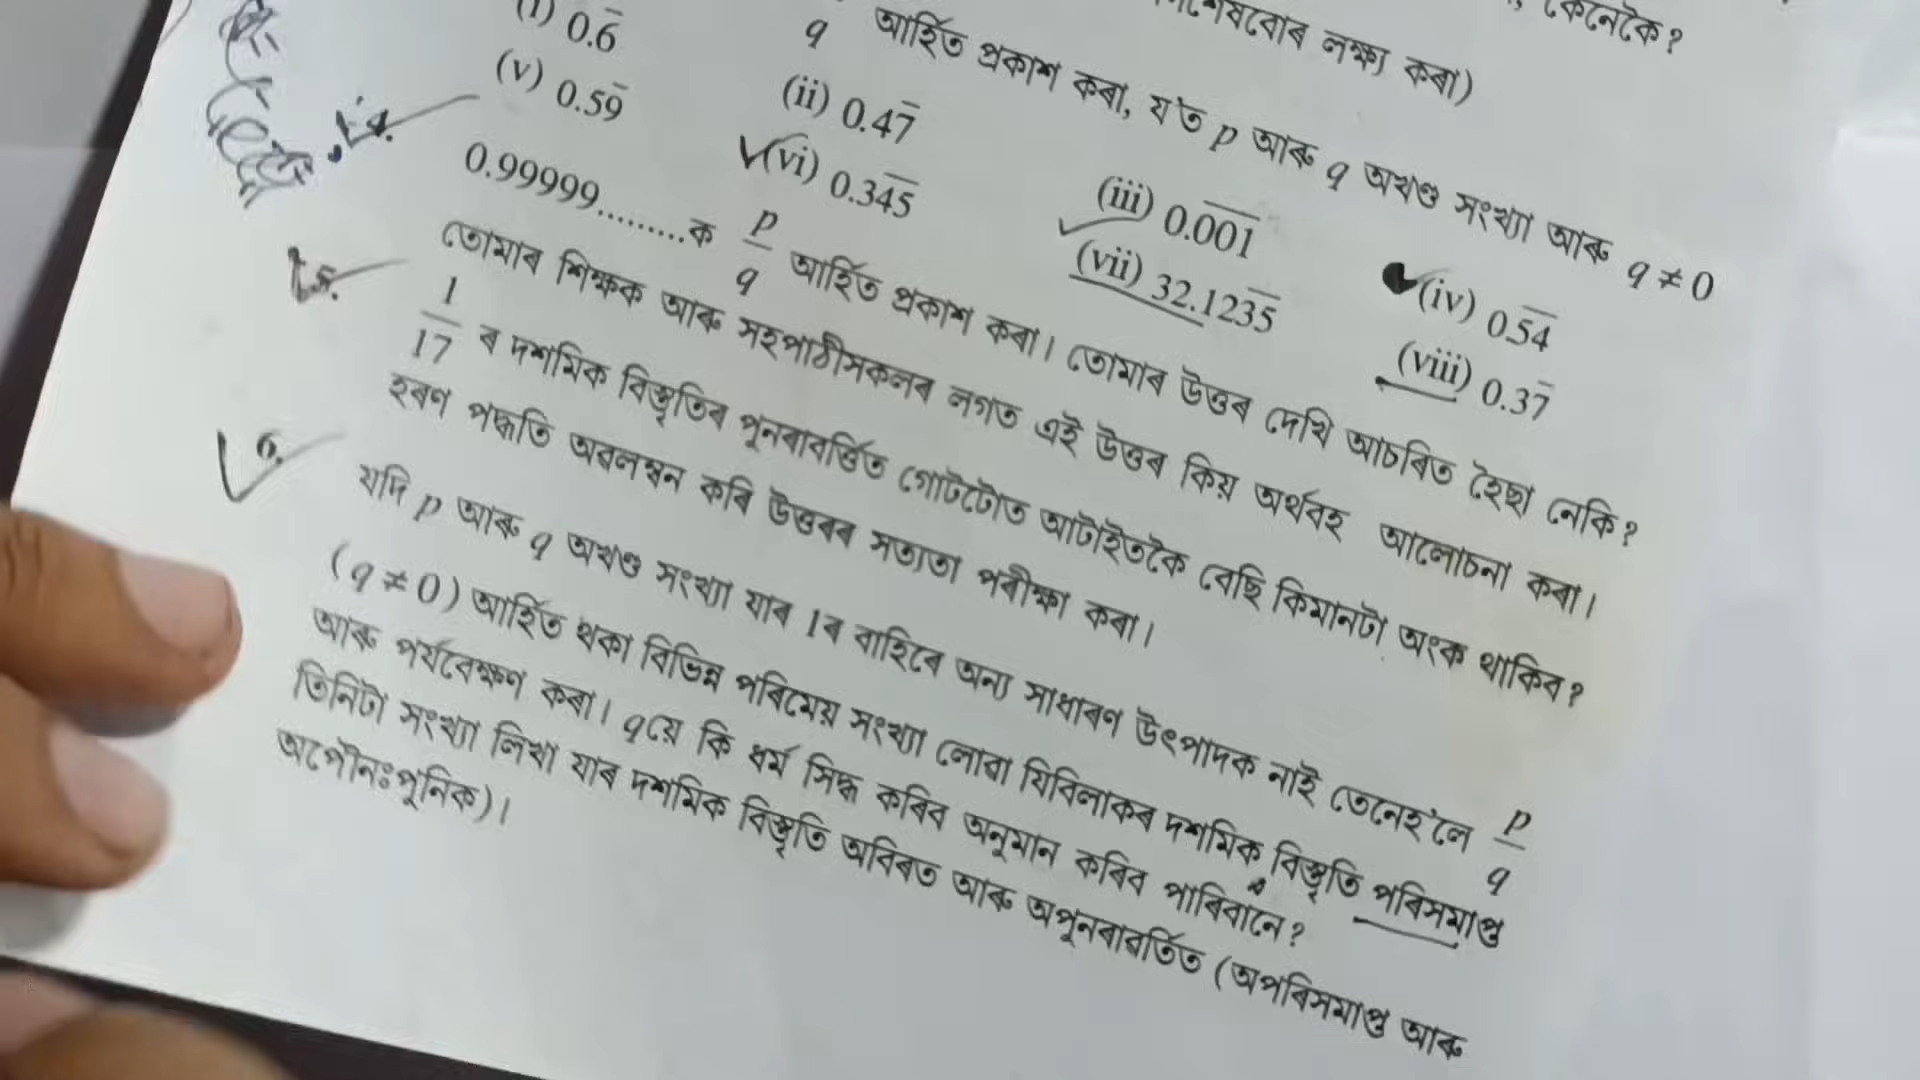 লক্ষ্য কৰা)
কেনেকৈ?
q আৰ্হিত প্ৰকাশ কৰা, য'ত p আৰু q অখণ্ড সংখ্যা আৰু q ≠ 0
(i) 0.6̅ (ii) 0.47̅ (iii) 0.0̅0̅1̅ (iv) 0.5̅4̅
(v) 0.59̅ (vi) 0.34̅5̅ (vii) 32.123̅5̅ (viii) 0.37̅
4. 0.99999.........ক p/q আৰ্হিত প্ৰকাশ কৰা। তোমাৰ উত্তৰ দেখি আচৰিত হৈছা নেকি?
তোমাৰ শিক্ষক আৰু সহপাঠীসকলৰ লগত এই উত্তৰ কিয় অৰ্থবহ আলোচনা কৰা।
5. 1/17 ৰ দশমিক বিস্তৃতিৰ পুনৰাবৰ্ত্তিত গোটটোত আটাইতকৈ বেছি কিমানটা অংক থাকিব?
হৰণ পদ্ধতি অৱলম্বন কৰি উত্তৰৰ সত্যতা পৰীক্ষা কৰা।
6. যদি p আৰু q অখণ্ড সংখ্যা যাৰ 1ৰ বাহিৰে অন্য সাধাৰণ উৎপাদক নাই তেনেহ'লে p/q
(q ≠ 0) আৰ্হিত থকা বিভিন্ন পৰিমেয় সংখ্যা লোৱা যিবিলাকৰ দশমিক বিস্তৃতি পৰিসমাপ্ত
আৰু পৰ্যবেক্ষণ কৰা। qয়ে কি ধৰ্ম সিদ্ধ কৰিব অনুমান কৰিব পাৰিবানে?
তিনিটা সংখ্যা লিখা যাৰ দশমিক বিস্তৃতি অবিৰত আৰু অপুনৰাৱৰ্তিত (অপৰিসমাপ্ত আৰু
অপৌনঃপুনিক)।